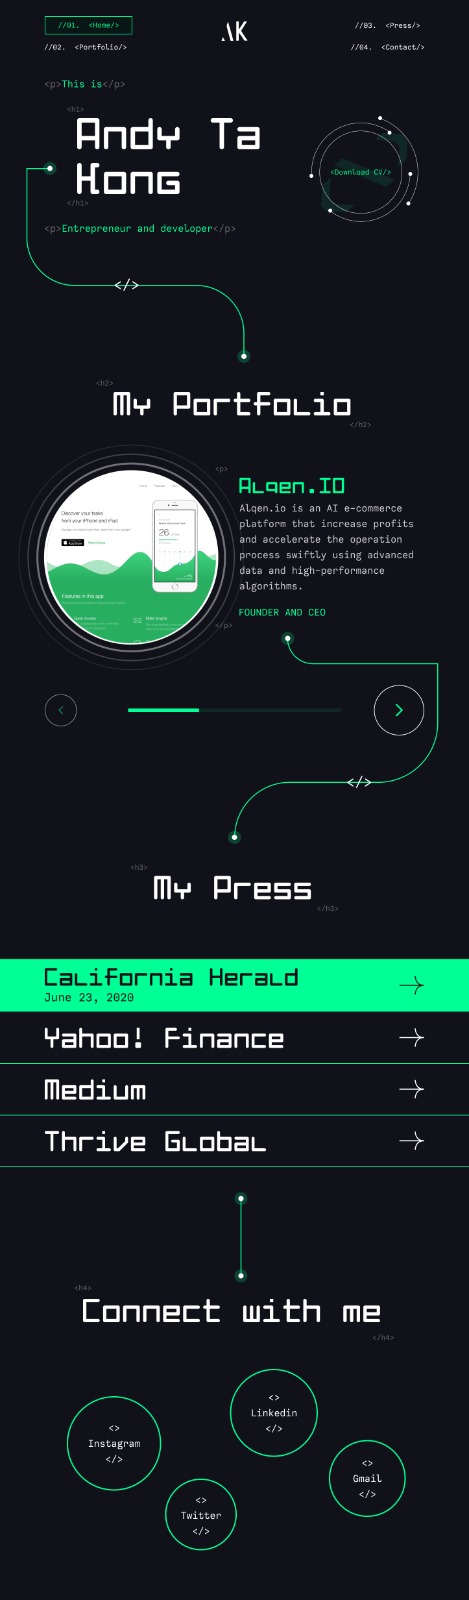 //01. <Home/>
//02. <Portfolio/>
AK
//03. <Press/>
//04. <Contact/>
<p>This is</p>
<h1>
Andy Ta
Kong
</h1>
<Download CV/>
<p>Entrepreneur and developer</p>
</>
<h2>
My Portfolio
</h2>
<p>
Discover your tasks
from your iPhone and iPad
App Store
26
Features in this app
Alqen.IO
Alqen.io is an AI e-commerce
platform that increase profits
and accelerate the operation
process swiftly using advanced
data and high-performance
algorithms.
</p>
FOUNDER AND CEO
</>
<h3>
My Press
</h3>
California Herald
June 23, 2020
Yahoo! Finance
Medium
Thrive Global
<h4>
Connect with me
</h4>
<>
Linkedin
</>
<>
Instagram
</>
<>
Gmail
</>
<>
Twitter
</>